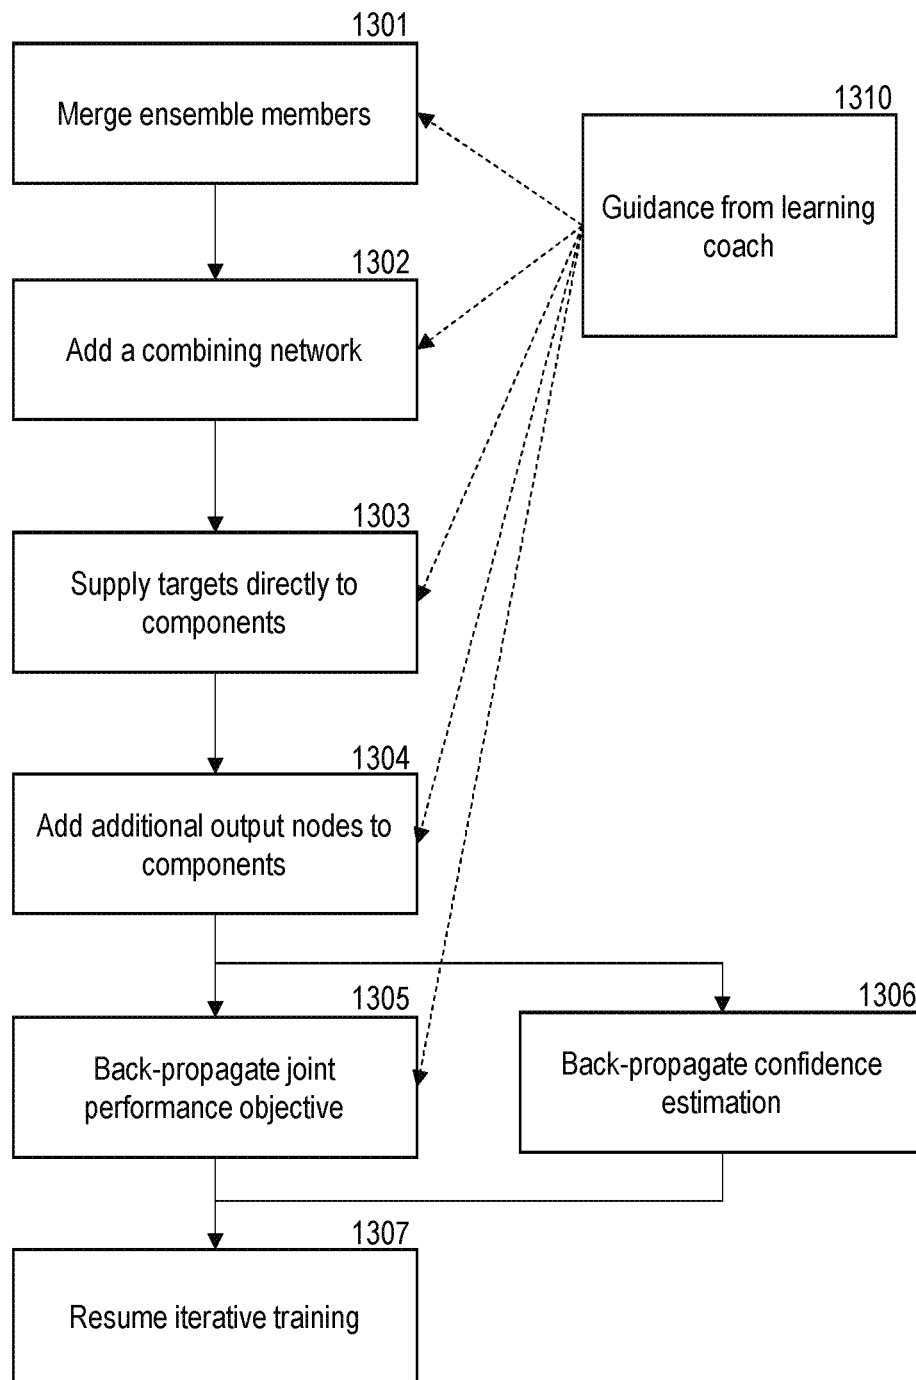 1301
Merge ensemble members
1310
Guidance from learning
coach
1302
Add a combining network
1303
Supply targets directly to
components
1304
Add additional output nodes to
components
1305
Back-propagate joint
performance objective
1306
Back-propagate confidence
estimation
1307
Resume iterative training